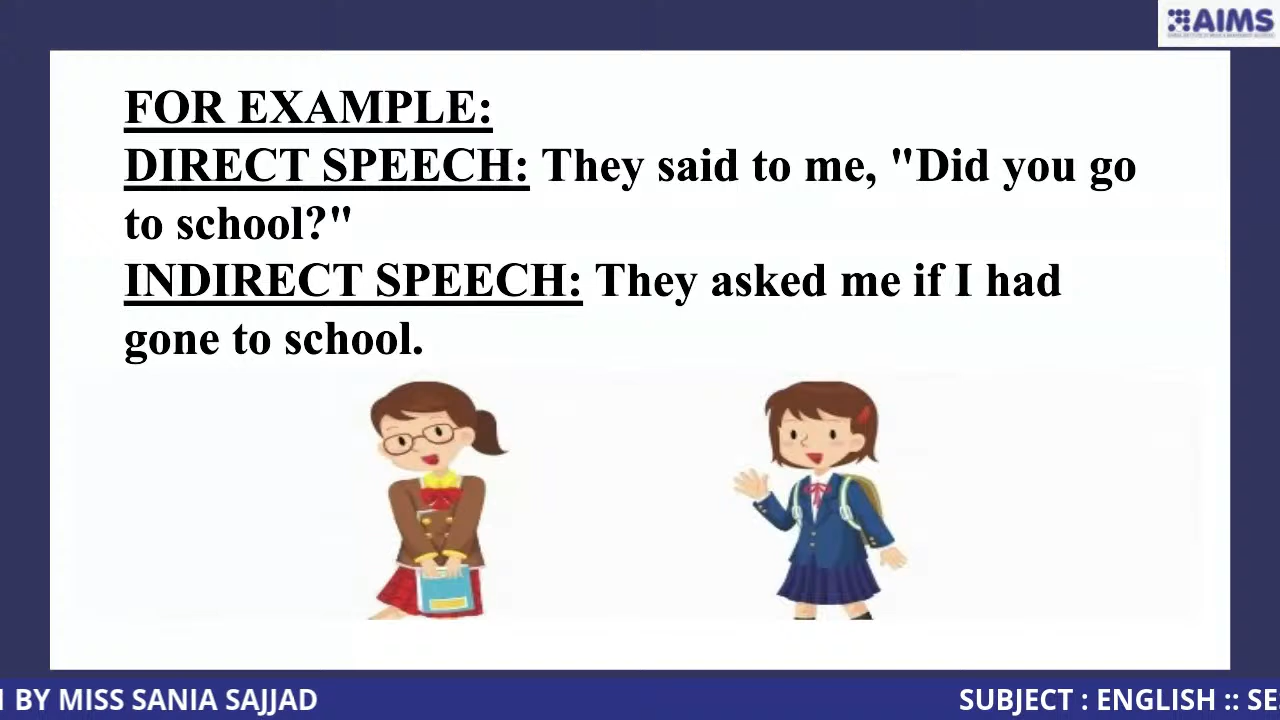 AIMS
FOR EXAMPLE:
DIRECT SPEECH: They said to me, "Did you go
to school?"
INDIRECT SPEECH: They asked me if I had
gone to school.
BY MISS SANIA SAJJAD
SUBJECT : ENGLISH :: SE